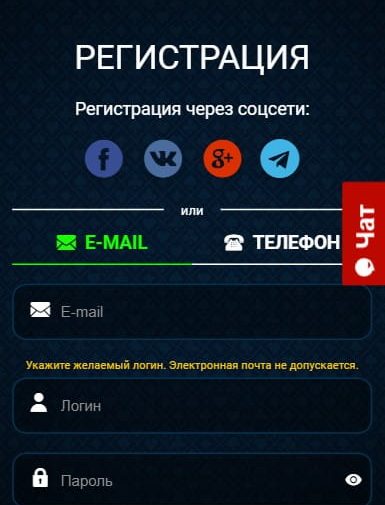 РЕГИСТРАЦИЯ
Регистрация через соцсети:
f
g+
или
E-MAIL
ТЕЛЕФОН
Чат
E-mail
Укажите желаемый логин. Электронная почта не допускается.
Логин
Пароль